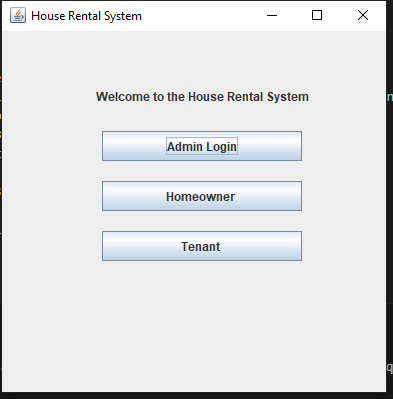 House Rental System
Welcome to the House Rental System
Admin Login
Homeowner
Tenant